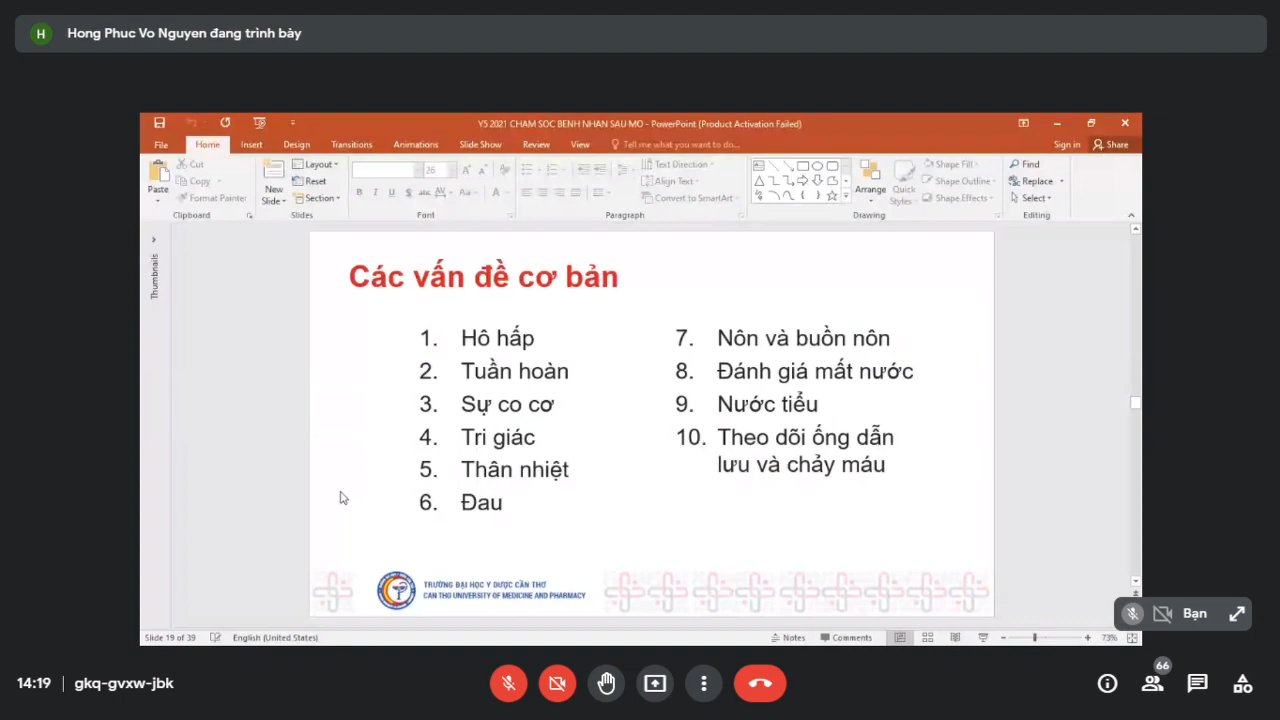 H Hong Phuc Vo Nguyen đang trình bày
Y5 2021 CHAM SOC BENH NHAN SAU MO - PowerPoint (Product Activation Failed)
File Home Insert Design Transitions Animations Slide Show Review View Tell me what you want to do... Sign in Share
Paste Cut Copy Format Painter Clipboard
New Slide Layout Reset Section Slides
26 B I U S abc AV Aa A Font
Text Direction Align Text Convert to SmartArt Paragraph
Arrange Quick Styles Shape Fill Shape Outline Shape Effects Drawing
Find Replace Select Editing
Thumbnails
Các vấn đề cơ bản
1. Hô hấp
2. Tuần hoàn
3. Sự co cơ
4. Tri giác
5. Thân nhiệt
6. Đau
7. Nôn và buồn nôn
8. Đánh giá mất nước
9. Nước tiểu
10. Theo dõi ống dẫn
lưu và chảy máu
TRƯỜNG ĐẠI HỌC Y DƯỢC CẦN THƠ
CAN THO UNIVERSITY OF MEDICINE AND PHARMACY
Bạn
Slide 19 of 39 English (United States) Notes Comments 73%
14:19 | gkq-gvxw-jbk
66